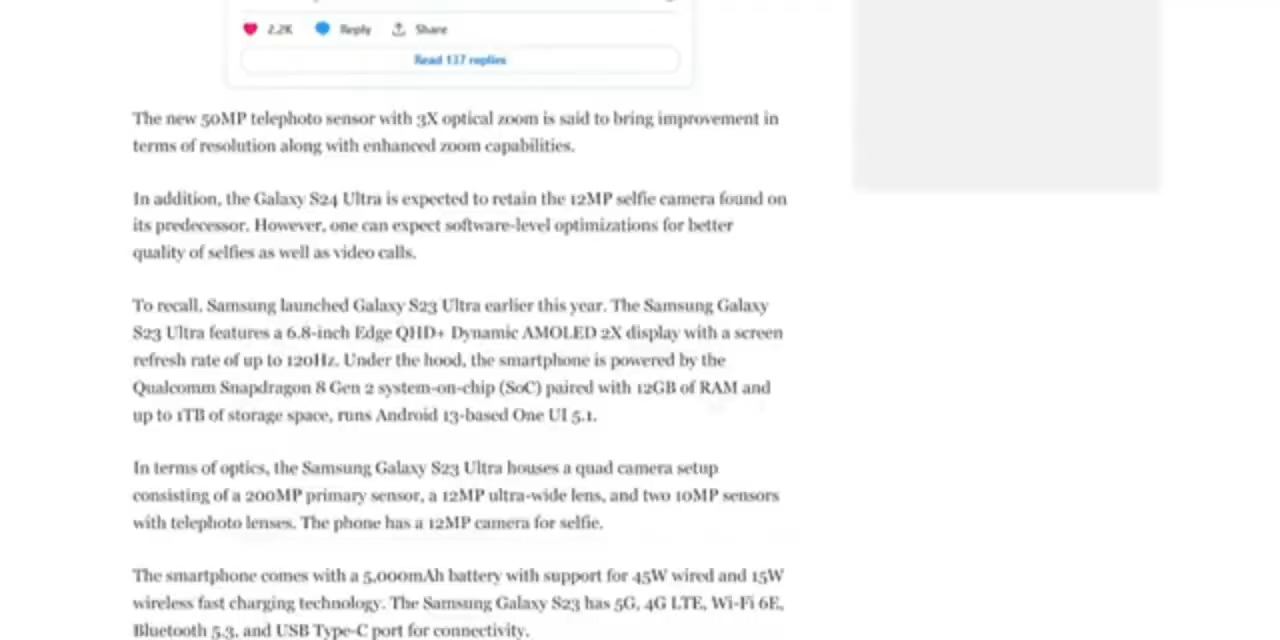 2.2K Reply Share
Read 137 replies
The new 50MP telephoto sensor with 3X optical zoom is said to bring improvement in
terms of resolution along with enhanced zoom capabilities.
In addition, the Galaxy S24 Ultra is expected to retain the 12MP selfie camera found on
its predecessor. However, one can expect software-level optimizations for better
quality of selfies as well as video calls.
To recall, Samsung launched Galaxy S23 Ultra earlier this year. The Samsung Galaxy
S23 Ultra features a 6.8-inch Edge QHD+ Dynamic AMOLED 2X display with a screen
refresh rate of up to 120Hz. Under the hood, the smartphone is powered by the
Qualcomm Snapdragon 8 Gen 2 system-on-chip (SoC) paired with 12GB of RAM and
up to 1TB of storage space, runs Android 13-based One UI 5.1.
In terms of optics, the Samsung Galaxy S23 Ultra houses a quad camera setup
consisting of a 200MP primary sensor, a 12MP ultra-wide lens, and two 10MP sensors
with telephoto lenses. The phone has a 12MP camera for selfie.
The smartphone comes with a 5,000mAh battery with support for 45W wired and 15W
wireless fast charging technology. The Samsung Galaxy S23 has 5G, 4G LTE, Wi-Fi 6E,
Bluetooth 5.3, and USB Type-C port for connectivity.